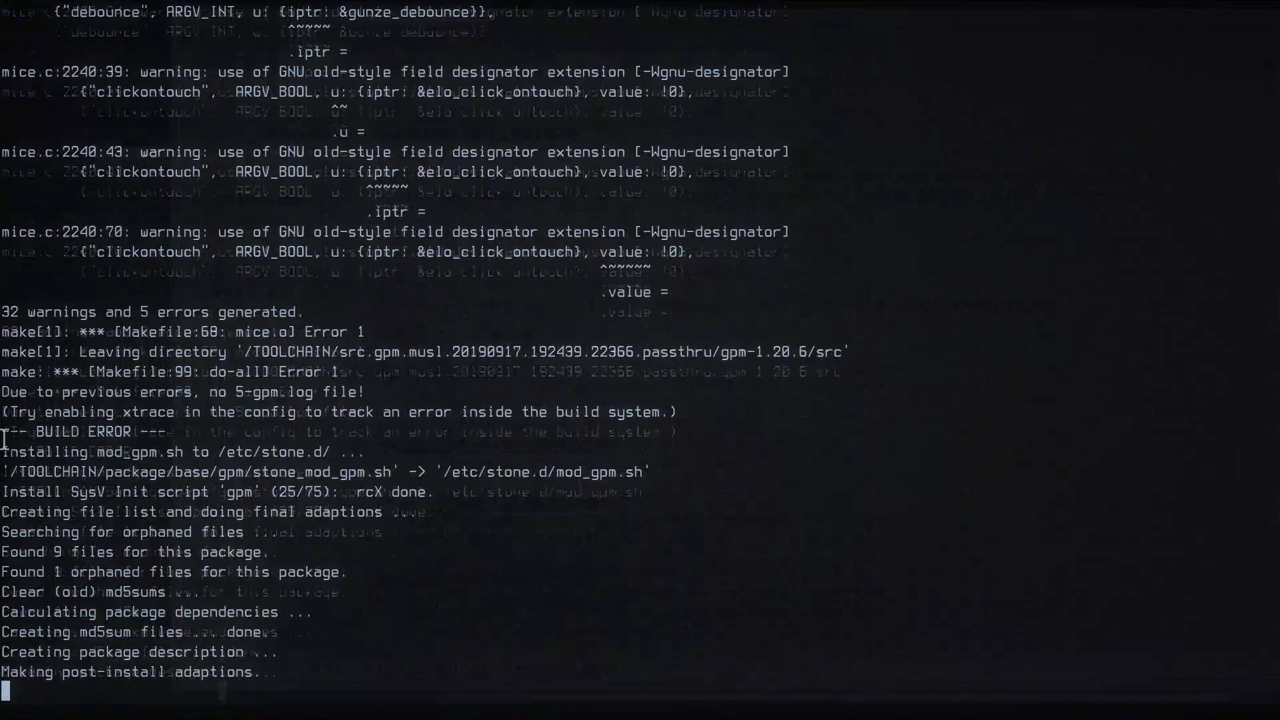 {"debounce", ARGV_INT, u: {iptr: &gunze_debounce}},
^~~~~
.iptr =
mice.c:2240:39: warning: use of GNU old-style field designator extension [-Wgnu-designator]
{"clickontouch", ARGV_BOOL, u: {iptr: &elo_click_ontouch}, value: !0},
^~
.u =
mice.c:2240:43: warning: use of GNU old-style field designator extension [-Wgnu-designator]
{"clickontouch", ARGV_BOOL, u: {iptr: &elo_click_ontouch}, value: !0},
^~~~~
.iptr =
mice.c:2240:70: warning: use of GNU old-style field designator extension [-Wgnu-designator]
{"clickontouch", ARGV_BOOL, u: {iptr: &elo_click_ontouch}, value: !0},
^~~~~~
.value =
32 warnings and 5 errors generated.
make[1]: *** [Makefile:68: mice.o] Error 1
make[1]: Leaving directory '/TOOLCHAIN/src.gpm.musl.20190917.192439.22366.passthru/gpm-1.20.6/src'
make: *** [Makefile:99: do-all] Error 1
Due to previous errors, no 5-gpm.log file!
(Try enabling xtrace in the config to track an error inside the build system.)
--- BUILD ERROR ---
Installing mod_gpm.sh to /etc/stone.d/ ...
'/TOOLCHAIN/package/base/gpm/stone_mod_gpm.sh' -> '/etc/stone.d/mod_gpm.sh'
Install SysV Init script 'gpm' (25/75): rcX done.
Creating file list and doing final adaptions ...
Searching for orphaned files
Found 9 files for this package.
Found 1 orphaned files for this package.
Clear (old) md5sums ...
Calculating package dependencies ...
Creating md5sum files ... done
Creating package description ...
Making post-install adaptions.